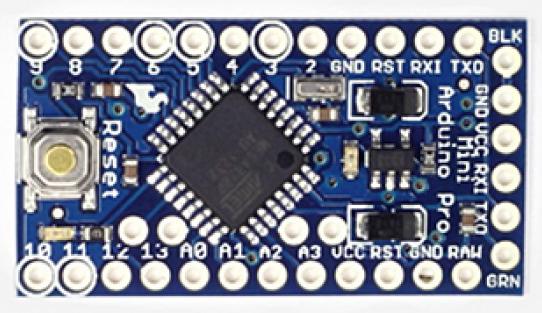 9 8 7 6 5 4 3 2 GND RST RXI TXO
BLK
GND
VCC
RXI
TXO
GRN
Reset
Arduino
Mini
Pro
10 11 12 13 A0 A1 A2 A3 VCC RST GND RAW